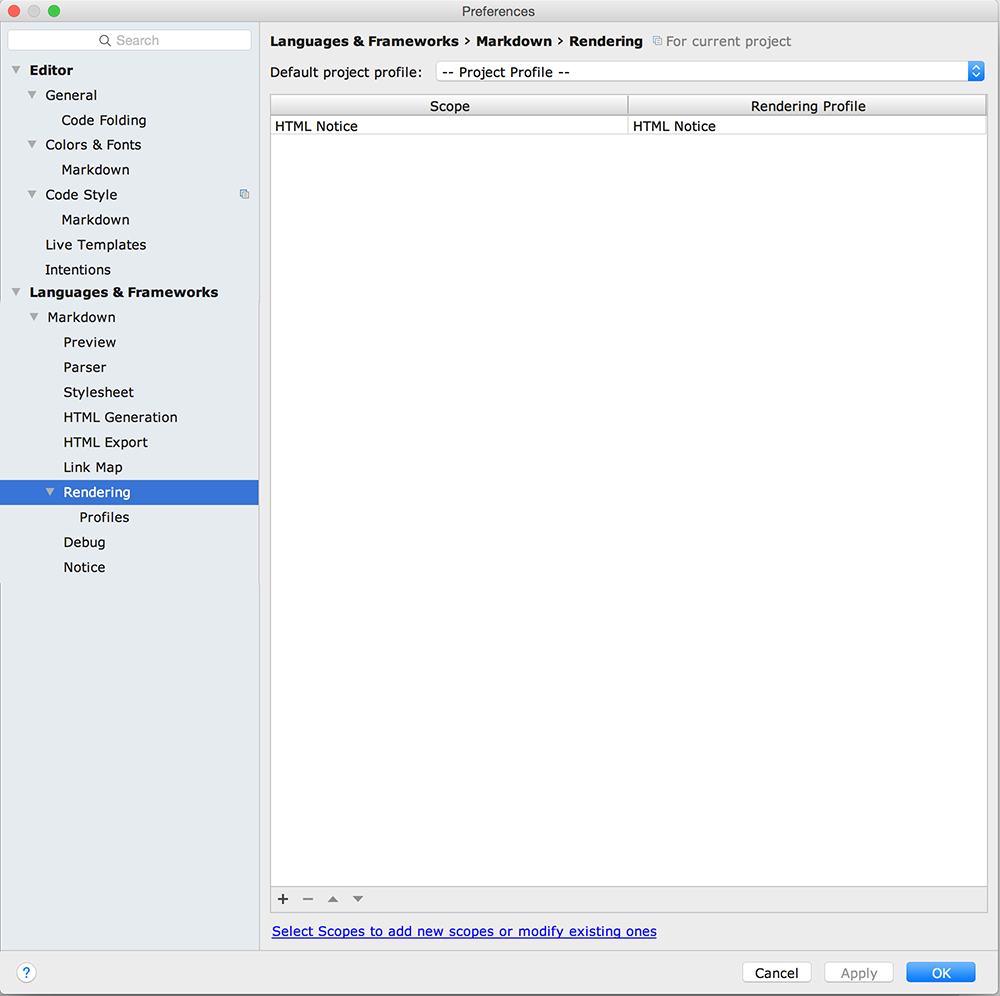 Preferences
Search
Editor
General
Code Folding
Colors & Fonts
Markdown
Code Style
Markdown
Live Templates
Intentions
Languages & Frameworks
Markdown
Preview
Parser
Stylesheet
HTML Generation
HTML Export
Link Map
Rendering
Profiles
Debug
Notice
Languages & Frameworks › Markdown › Rendering For current project
Default project profile: -- Project Profile --
Scope Rendering Profile
HTML Notice HTML Notice
Select Scopes to add new scopes or modify existing ones
? Cancel Apply OK